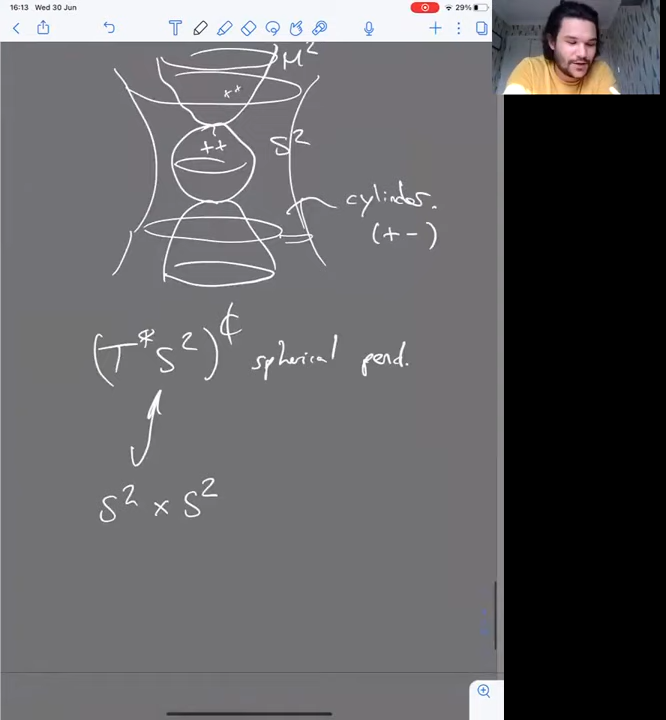 16:13 Wed 30 Jun
29%
M²
++
S²
cylinder.
(+ -)
(T*S²)^ℂ spherical pend.
S² × S²